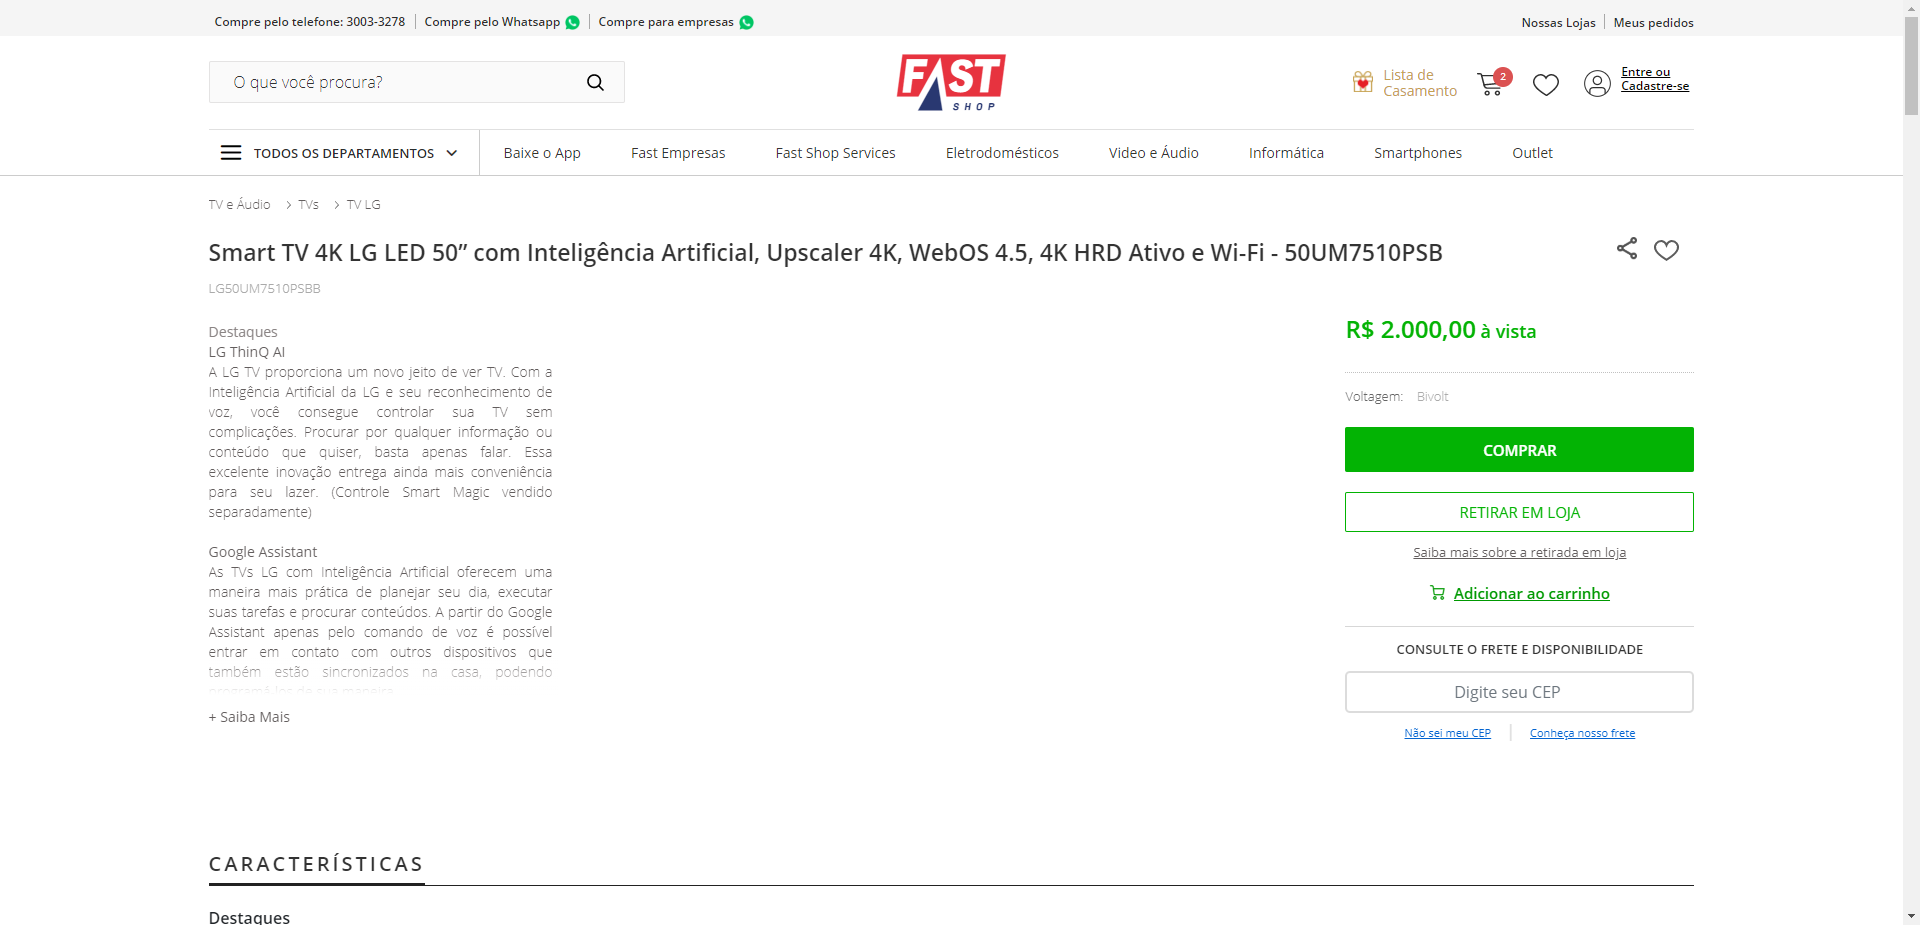 Compre pelo telefone: 3003-3278
Compre pelo Whatsapp
Compre para empresas
Nossas Lojas
Meus pedidos
O que você procura?
FAST
SHOP
Lista de
Casamento
2
Entre ou
Cadastre-se
TODOS OS DEPARTAMENTOS
Baixe o App
Fast Empresas
Fast Shop Services
Eletrodomésticos
Video e Áudio
Informática
Smartphones
Outlet
TV e Áudio > TVs > TV LG
Smart TV 4K LG LED 50” com Inteligência Artificial, Upscaler 4K, WebOS 4.5, 4K HRD Ativo e Wi-Fi - 50UM7510PSB
LG50UM7510PSBB
Destaques
LG ThinQ AI
A LG TV proporciona um novo jeito de ver TV. Com a
Inteligência Artificial da LG e seu reconhecimento de
voz, você consegue controlar sua TV sem
complicações. Procurar por qualquer informação ou
conteúdo que quiser, basta apenas falar. Essa
excelente inovação entrega ainda mais conveniência
para seu lazer. (Controle Smart Magic vendido
separadamente)
Google Assistant
As TVs LG com Inteligência Artificial oferecem uma
maneira mais prática de planejar seu dia, executar
suas tarefas e procurar conteúdos. A partir do Google
Assistant apenas pelo comando de voz é possível
entrar em contato com outros dispositivos que
também estão sincronizados na casa, podendo
programá-los de sua maneira.
+ Saiba Mais
R$ 2.000,00 à vista
Voltagem: Bivolt
COMPRAR
RETIRAR EM LOJA
Saiba mais sobre a retirada em loja
Adicionar ao carrinho
CONSULTE O FRETE E DISPONIBILIDADE
Digite seu CEP
Não sei meu CEP
Conheça nosso frete
CARACTERÍSTICAS
Destaques